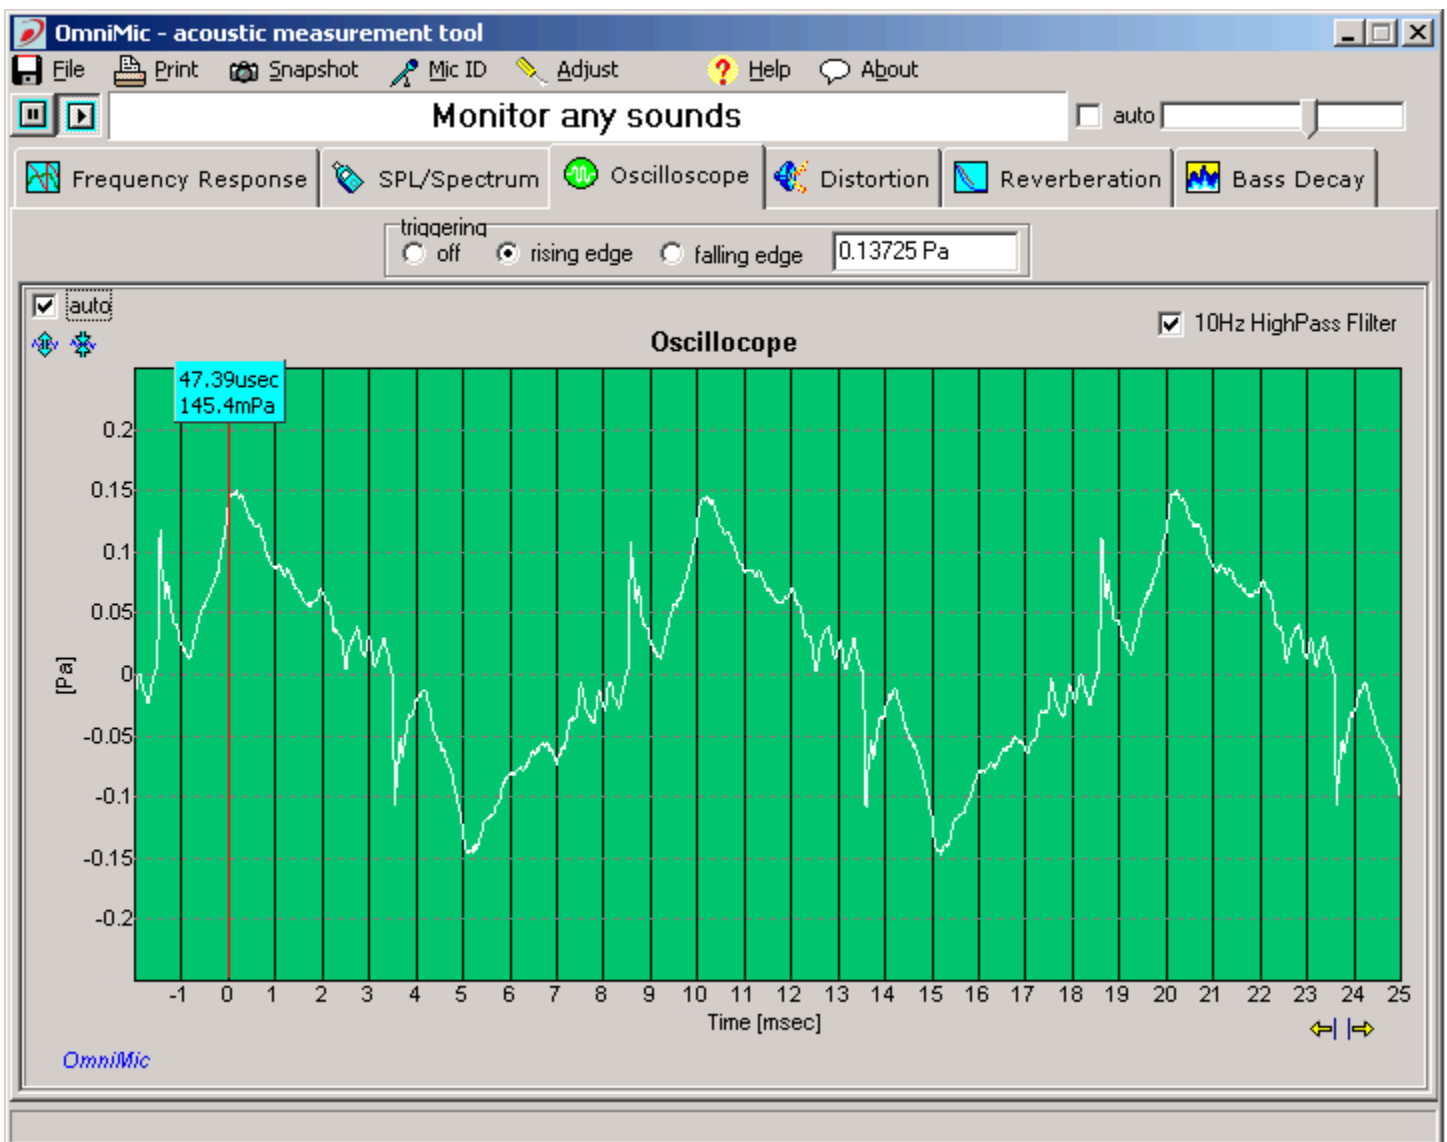 OmniMic - acoustic measurement tool
File Print Snapshot Mic ID Adjust Help About
Monitor any sounds
auto
Frequency Response SPL/Spectrum Oscilloscope Distortion Reverberation Bass Decay
triggering
off rising edge falling edge 0.13725 Pa
auto
10Hz HighPass Flilter
Oscillocope
47.39usec
145.4mPa
0.2
0.15
0.1
0.05
0
-0.05
-0.1
-0.15
-0.2
[Pa]
-1 0 1 2 3 4 5 6 7 8 9 10 11 12 13 14 15 16 17 18 19 20 21 22 23 24 25
Time [msec]
OmniMic